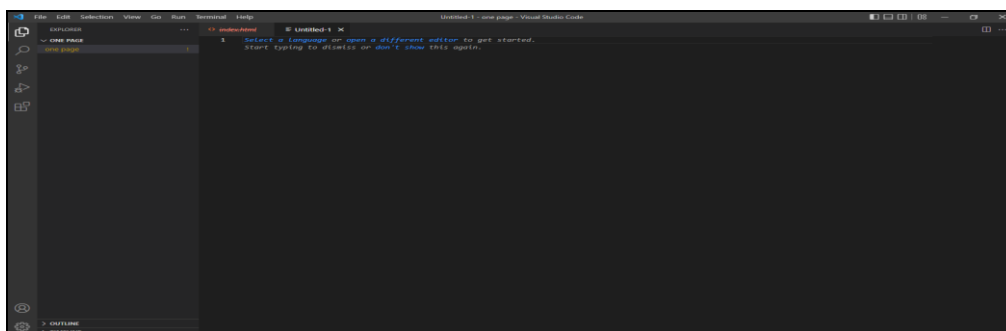 File Edit Selection View Go Run Terminal Help
Untitled-1 - one page - Visual Studio Code
EXPLORER
index.html
Untitled-1
ONE PAGE
one page
1
Select a language or open a different editor to get started.
Start typing to dismiss or don't show this again.
OUTLINE